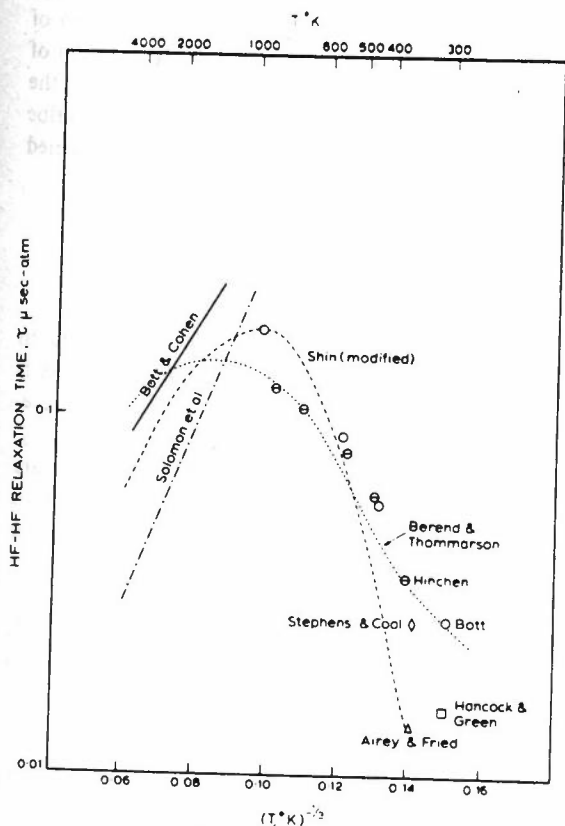 T,°K
4000 2000 1000 600 500 400 300
HF-HF RELAXATION TIME, τ μ sec-atm
0.1
0.01
Bott & Cohen
Solomon et al
Shin (modified)
Berend &
Thommarson
Hinchen
Stephens & Cool
Bott
Hancock &
Green
Airey & Fried
0.06 0.08 0.10 0.12 0.14 0.16
(T,°K)^-1/3